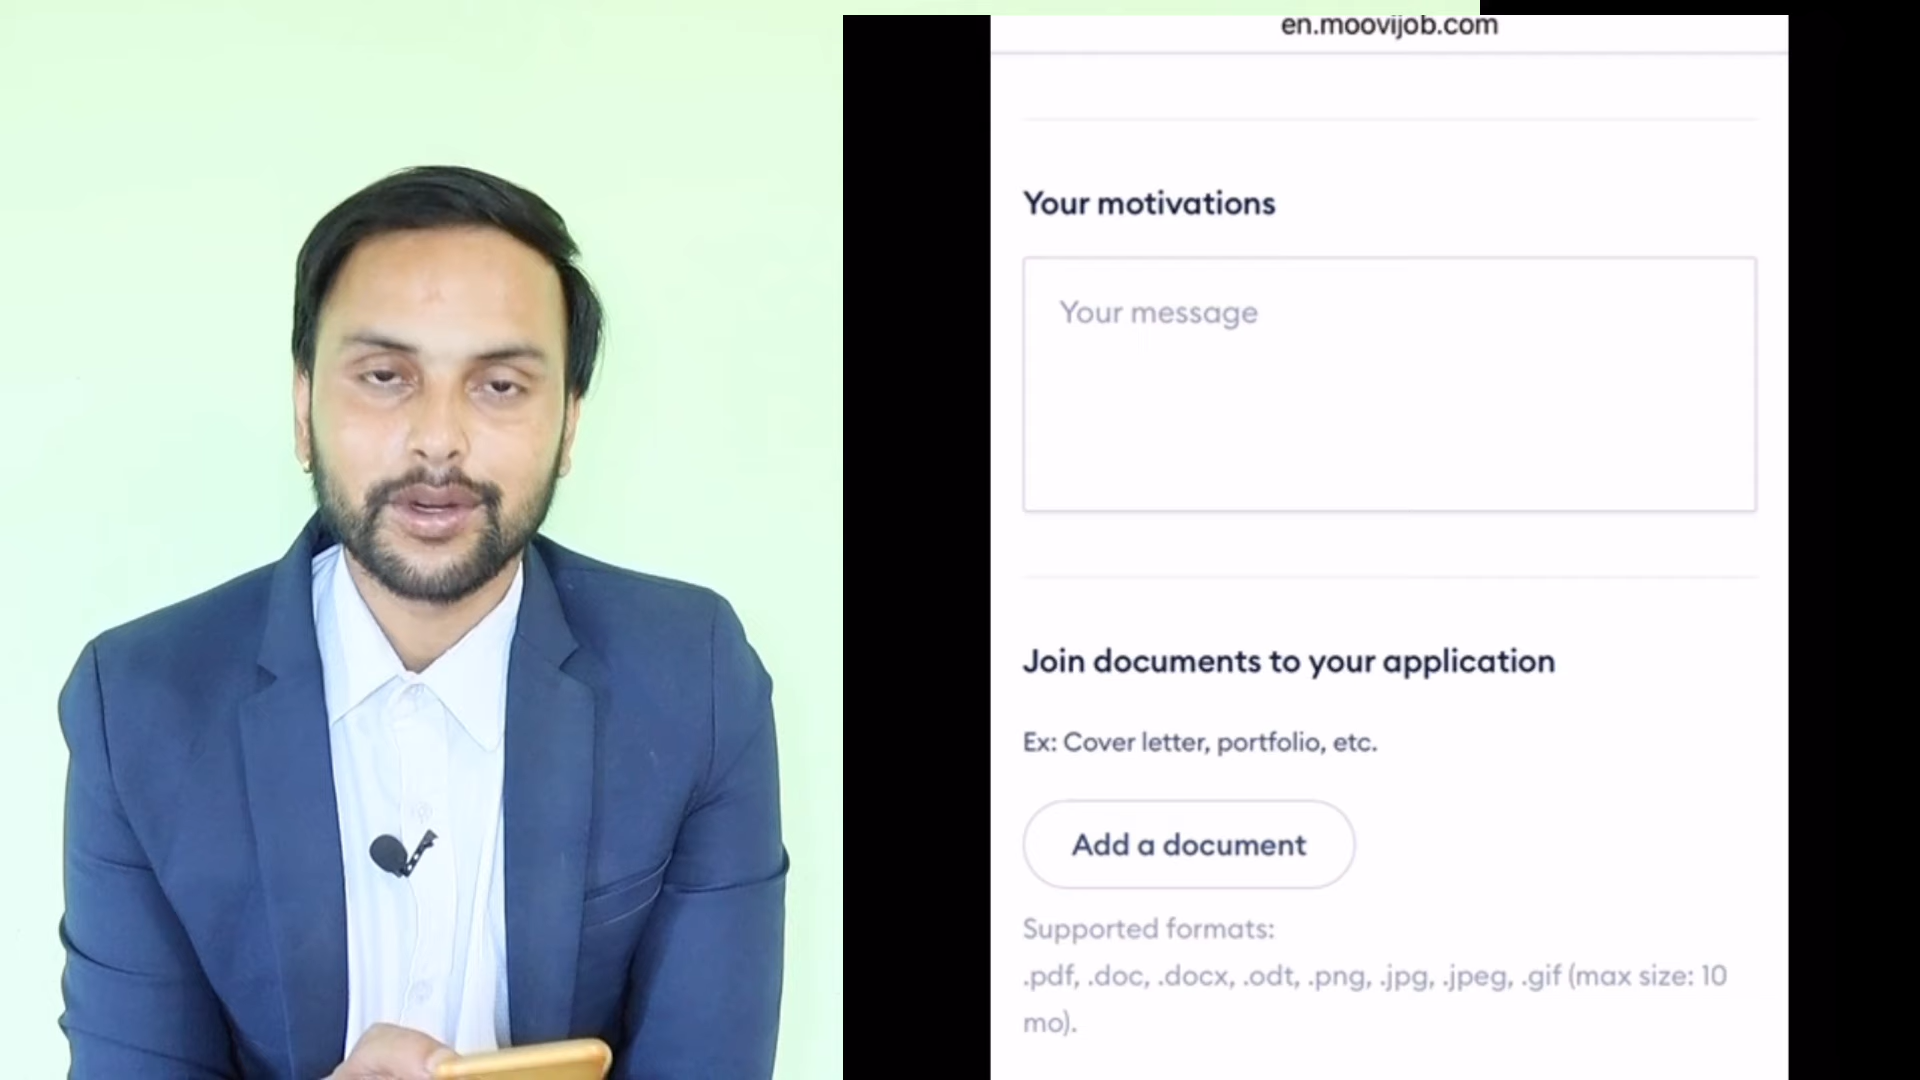 en.moovijob.com
Your motivations
Your message
Join documents to your application
Ex: Cover letter, portfolio, etc.
Add a document
Supported formats:
.pdf, .doc, .docx, .odt, .png, .jpg, .jpeg, .gif (max size: 10
mo).